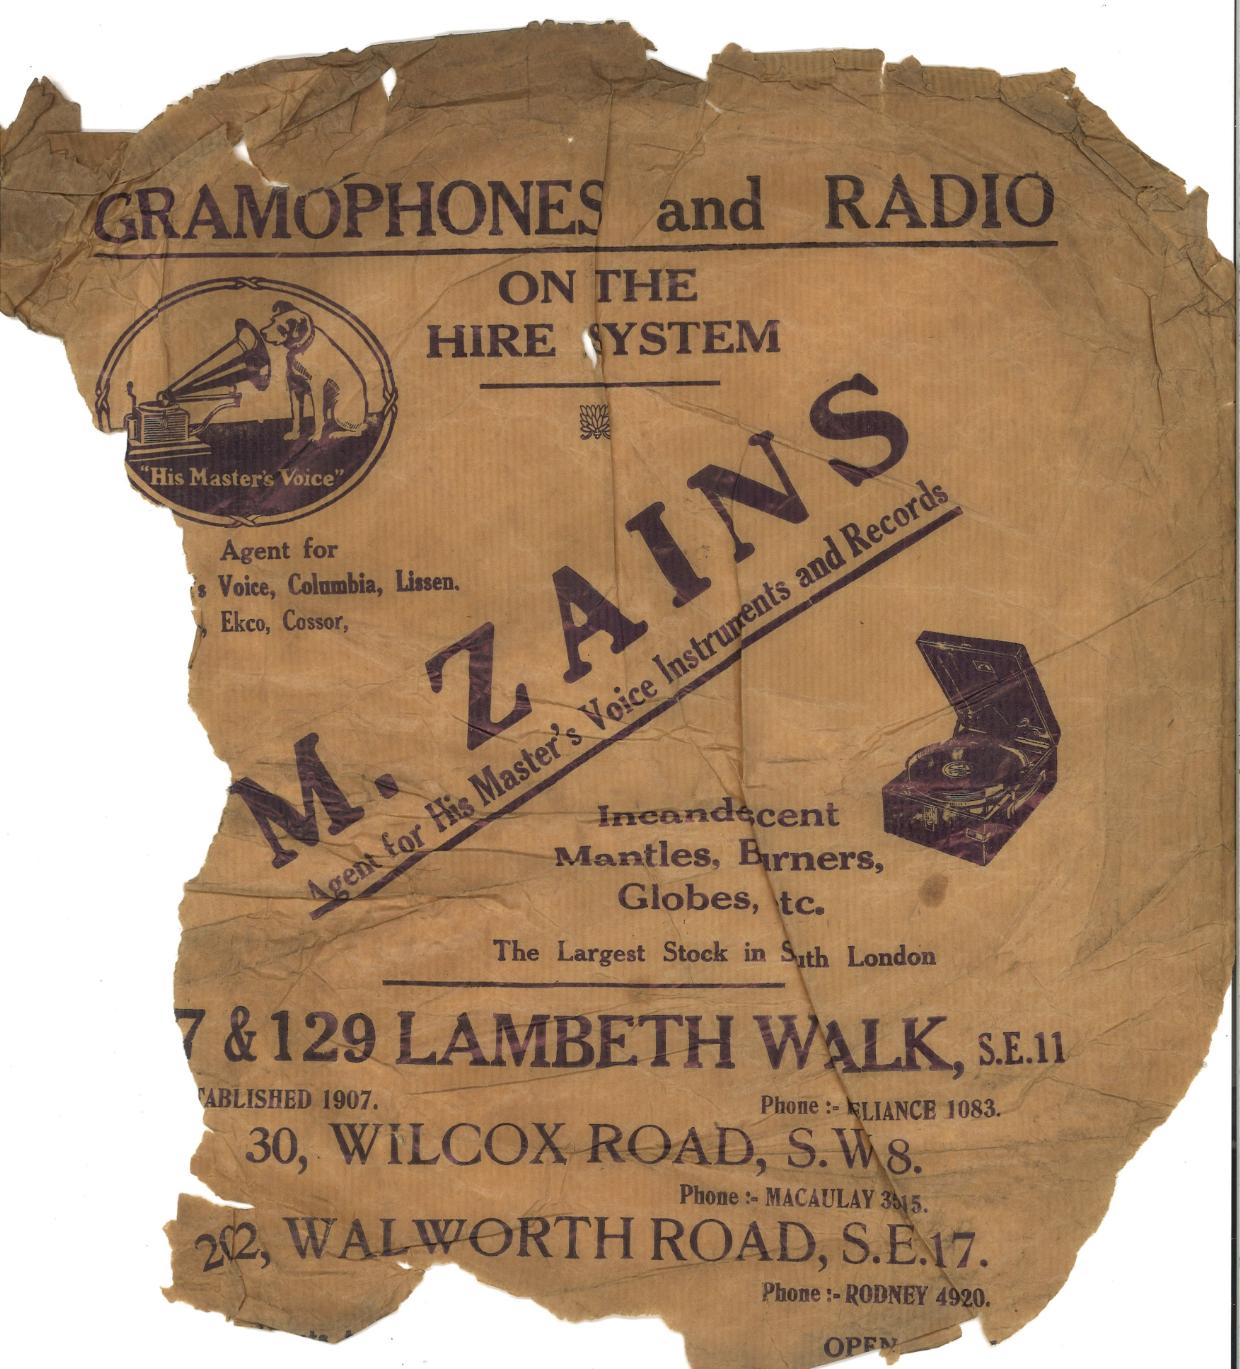 GRAMOPHONES and RADIO
ON THE
HIRE SYSTEM
"His Master's Voice"
M. ZAINS
Agent for His Master's Voice Instruments and Records
Agent for
s Voice, Columbia, Lissen.
, Ekco, Cossor,
Incandescent
Mantles, Burners,
Globes, tc.
The Largest Stock in S uth London
7 & 129 LAMBETH WALK, S.E.11
TABLISHED 1907.
Phone :- ELIANCE 1083.
30, WILCOX ROAD, S.W 8.
Phone :- MACAULAY 3515.
202, WALWORTH ROAD, S.E.17.
Phone :- RODNEY 4920.
OPEN